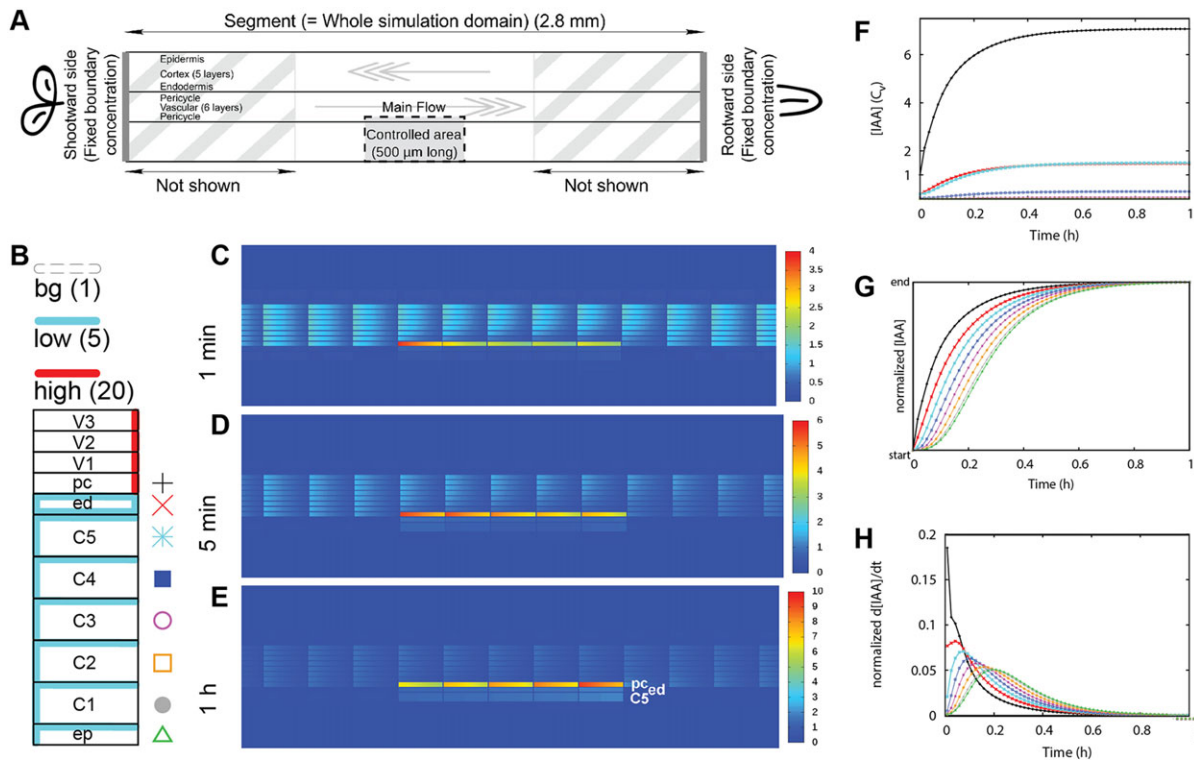 A
Segment (= Whole simulation domain) (2.8 mm)
Shootward side
(Fixed boundary
concentration)
Epidermis
Cortex (5 layers)
Endodermis
Pericycle
Vascular (6 layers)
Pericycle
Main Flow
Controlled area
(500 µm long)
Rootward side
(Fixed boundary
concentration)
Not shown
Not shown
B
bg (1)
low (5)
high (20)
V3
V2
V1
pc
ed
C5
C4
C3
C2
C1
ep
C
1 min
4
3.5
3
2.5
2
1.5
1
0.5
0
D
5 min
6
5
4
3
2
1
0
E
1 h
pc
ed
C5
10
9
8
7
6
5
4
3
2
1
0
F
[IAA] (Cv)
6
4
2
1
0
0.2
0.4
0.6
0.8
1
Time (h)
G
normalized [IAA]
end
start
0
0.2
0.4
0.6
0.8
1
Time (h)
H
normalized d[IAA]/dt
0.2
0.15
0.1
0.05
0
0
0.2
0.4
0.6
0.8
1
Time (h)